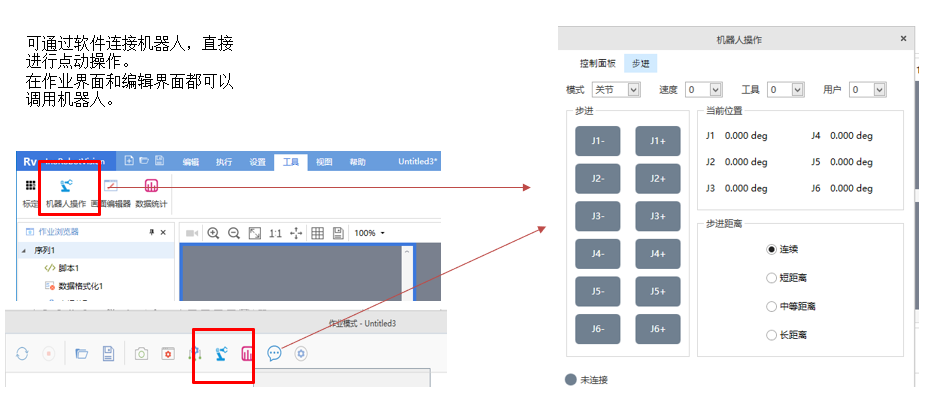 可通过软件连接机器人，直接
进行点动操作。
在作业界面和编辑界面都可以
调用机器人。
Rv
编辑 执行 设置 工具 视图 帮助 Untitled3*
标定 机器人操作 画面编辑器 数据统计
作业浏览器
1:1 100%
序列1
脚本1
数据格式化1
作业模式 - Untitled3
机器人操作
控制面板 步进
模式 关节 速度 0 工具 0 用户 0
步进 当前位置
J1- J1+ J1 0.000 deg J4 0.000 deg
J2- J2+ J2 0.000 deg J5 0.000 deg
J3- J3+ J3 0.000 deg J6 0.000 deg
步进距离
J4- J4+ 连续
J5- J5+ 短距离
中等距离
J6- J6+ 长距离
未连接